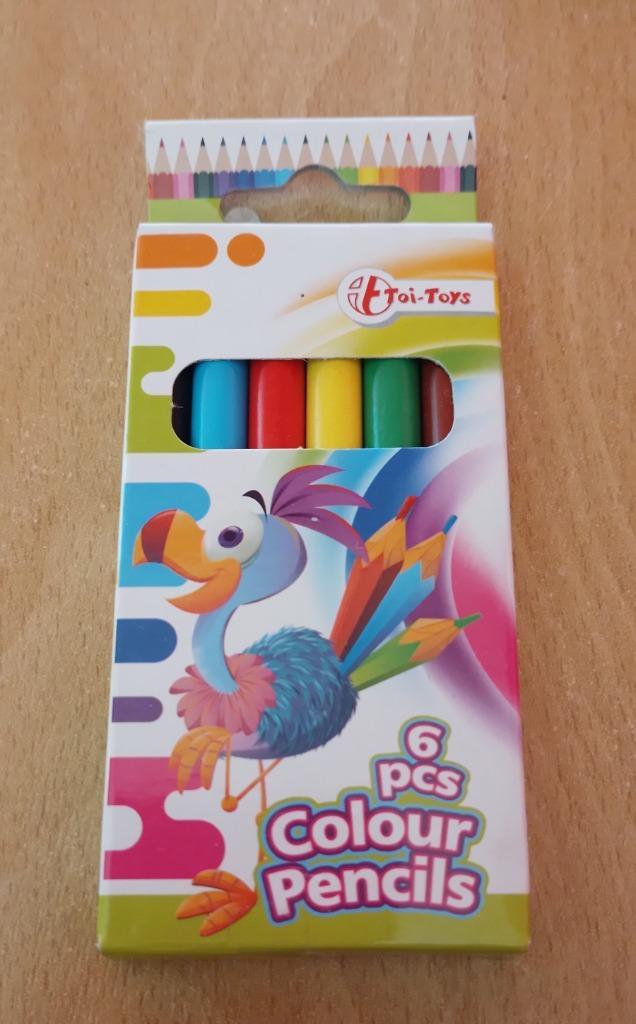 Toi-Toys
6
pcs
Colour
Pencils